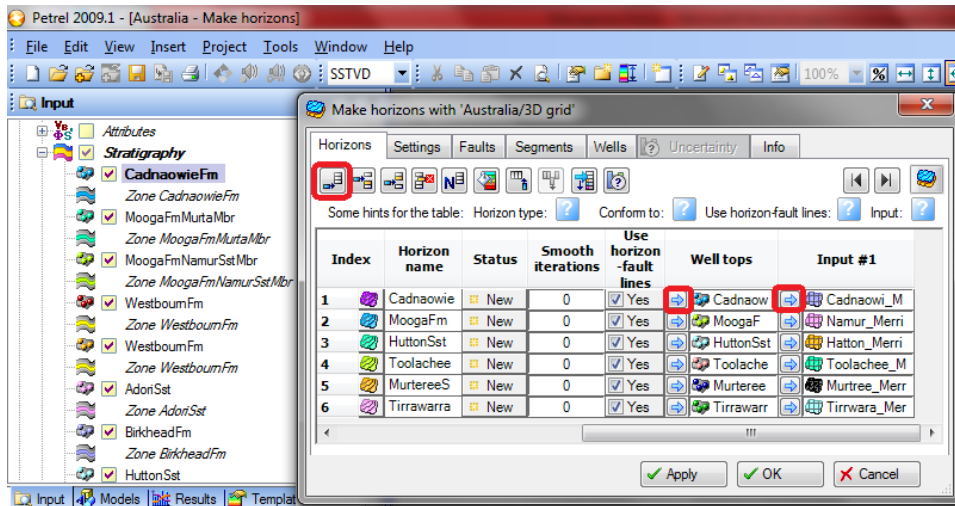 Petrel 2009.1 - [Australia - Make horizons]
File Edit View Insert Project Tools Window Help
SSTVD 100% %
Input
Attributes
Stratigraphy
CadnaowieFm
Zone CadnaowieFm
MoogaFmMurtaMbr
Zone MoogaFmMurtaMbr
MoogaFmNamurSstMbr
Zone MoogaFmNamurSstMbr
WestbournFm
Zone WestbournFm
WestbournFm
Zone WestbournFm
AdoriSst
Zone AdoriSst
BirkheadFm
Zone BirkheadFm
HuttonSst
Input Models Results Templat
Make horizons with 'Australia/3D grid'
Horizons Settings Faults Segments Wells Uncertainty Info
Some hints for the table: Horizon type: ? Conform to: ? Use horizon-fault lines: ? Input: ?
Index Horizon name Status Smooth iterations Use horizon -fault lines Well tops Input #1
1 Cadnaowie New 0 Yes Cadnaow Cadnaowi_M
2 MoogaFm New 0 Yes MoogaF Namur_Merri
3 HuttonSst New 0 Yes HuttonSst Hatton_Merri
4 Toolachee New 0 Yes Toolache Toolachee_M
5 MurtereeS New 0 Yes Murteree Murtree_Merr
6 Tirrawarra New 0 Yes Tirrawarr Tirrwara_Mer
Apply OK Cancel